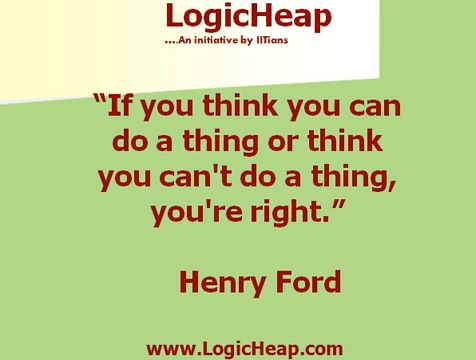 LogicHeap
....An initiative by IITians
“If you think you can
do a thing or think
you can't do a thing,
you're right.”
Henry Ford
www.LogicHeap.com